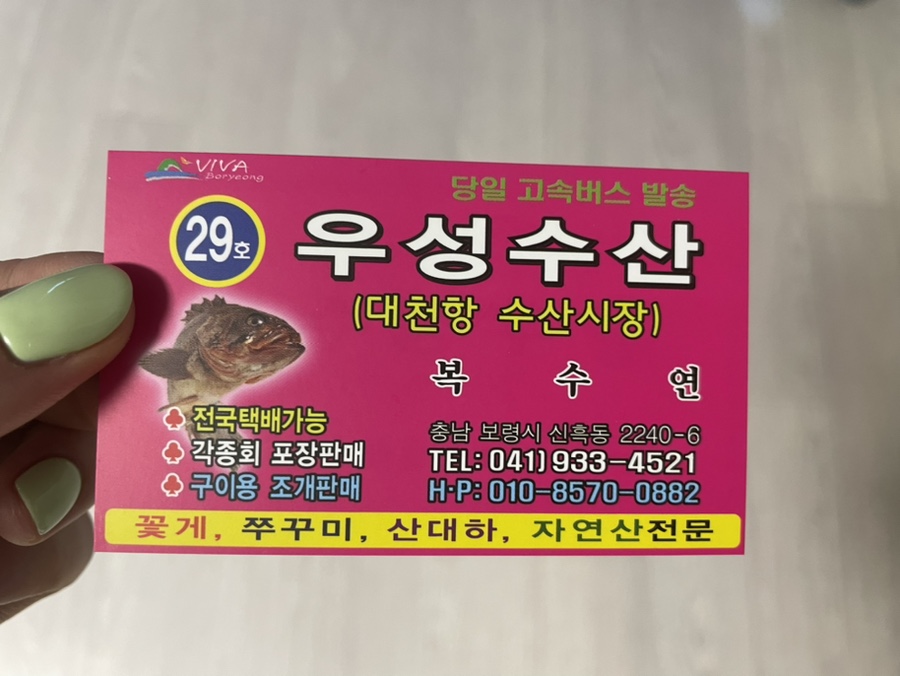 VIVA
Boryeong
당일 고속버스 발송
29호
우성수산
(대천항 수산시장)
복 수 연
전국택배가능
각종회 포장판매
구이용 조개판매
충남 보령시 신흑동 2240-6
TEL: 041) 933-4521
H·P: 010-8570-0882
꽃게, 쭈꾸미, 산대하, 자연산전문